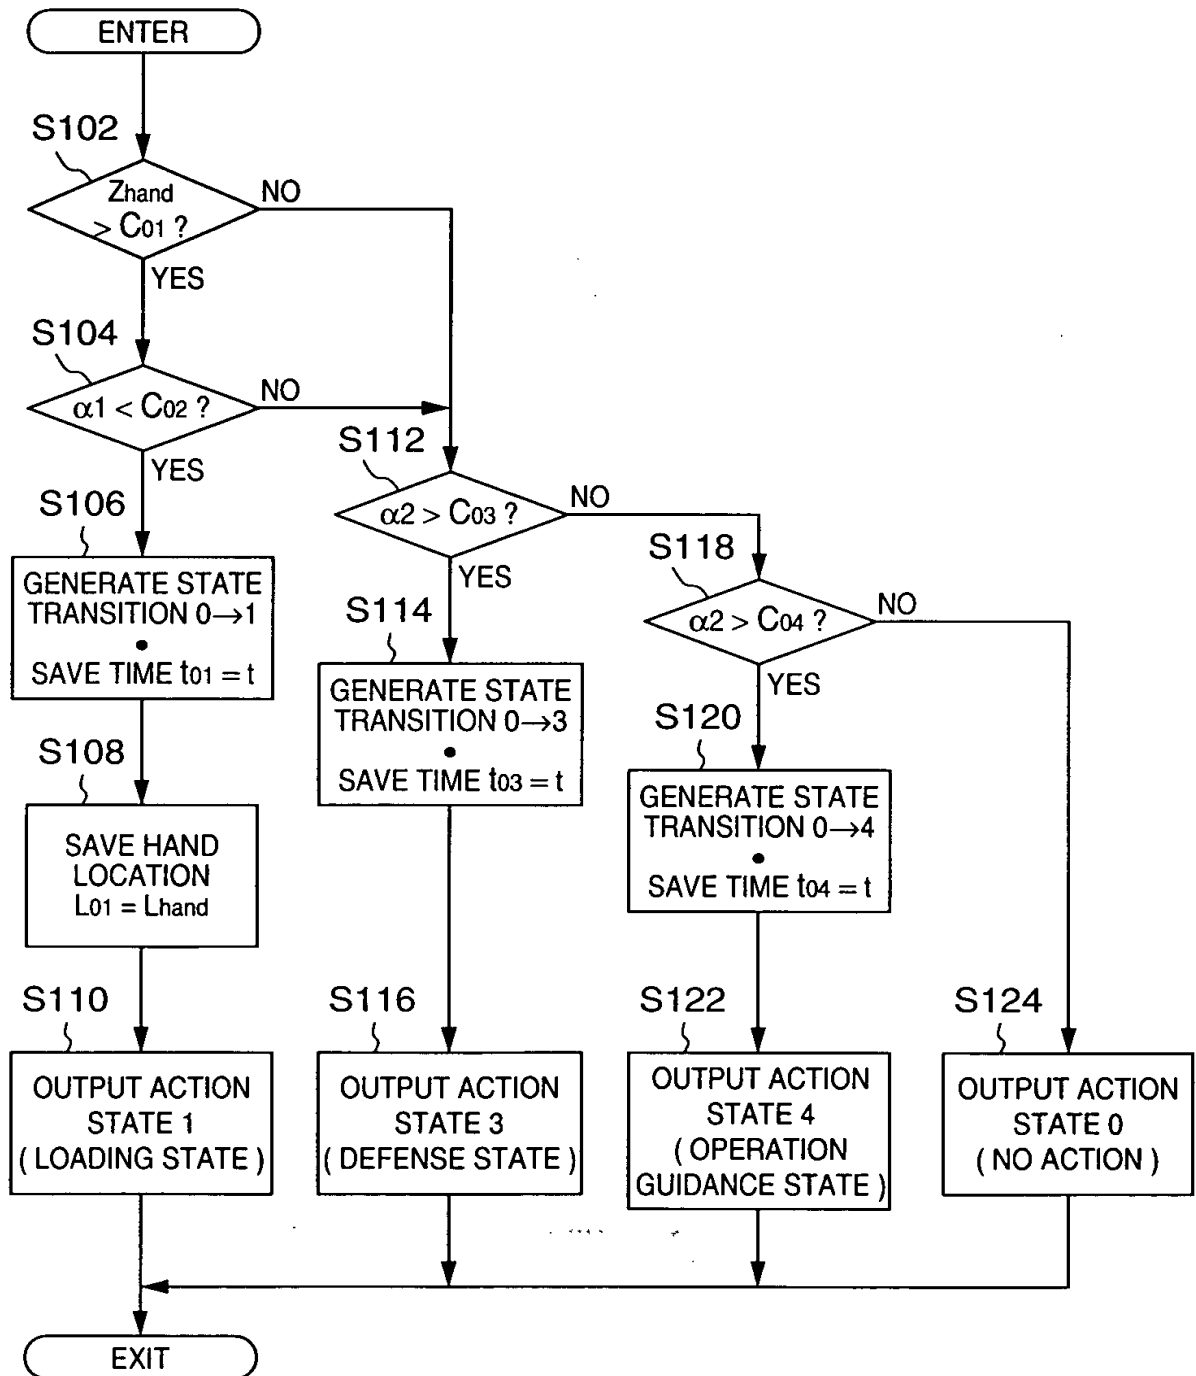 ENTER
S102
Zhand
> C01 ?
NO
YES
S104
α1 < C02 ?
NO
YES
S106
GENERATE STATE
TRANSITION 0→1
•
SAVE TIME t01 = t
S108
SAVE HAND
LOCATION
L01 = Lhand
S110
OUTPUT ACTION
STATE 1
( LOADING STATE )
S112
α2 > C03 ?
NO
YES
S114
GENERATE STATE
TRANSITION 0→3
•
SAVE TIME t03 = t
S116
OUTPUT ACTION
STATE 3
( DEFENSE STATE )
S118
α2 > C04 ?
NO
YES
S120
GENERATE STATE
TRANSITION 0→4
•
SAVE TIME t04 = t
S122
OUTPUT ACTION
STATE 4
( OPERATION
GUIDANCE STATE )
S124
OUTPUT ACTION
STATE 0
( NO ACTION )
EXIT